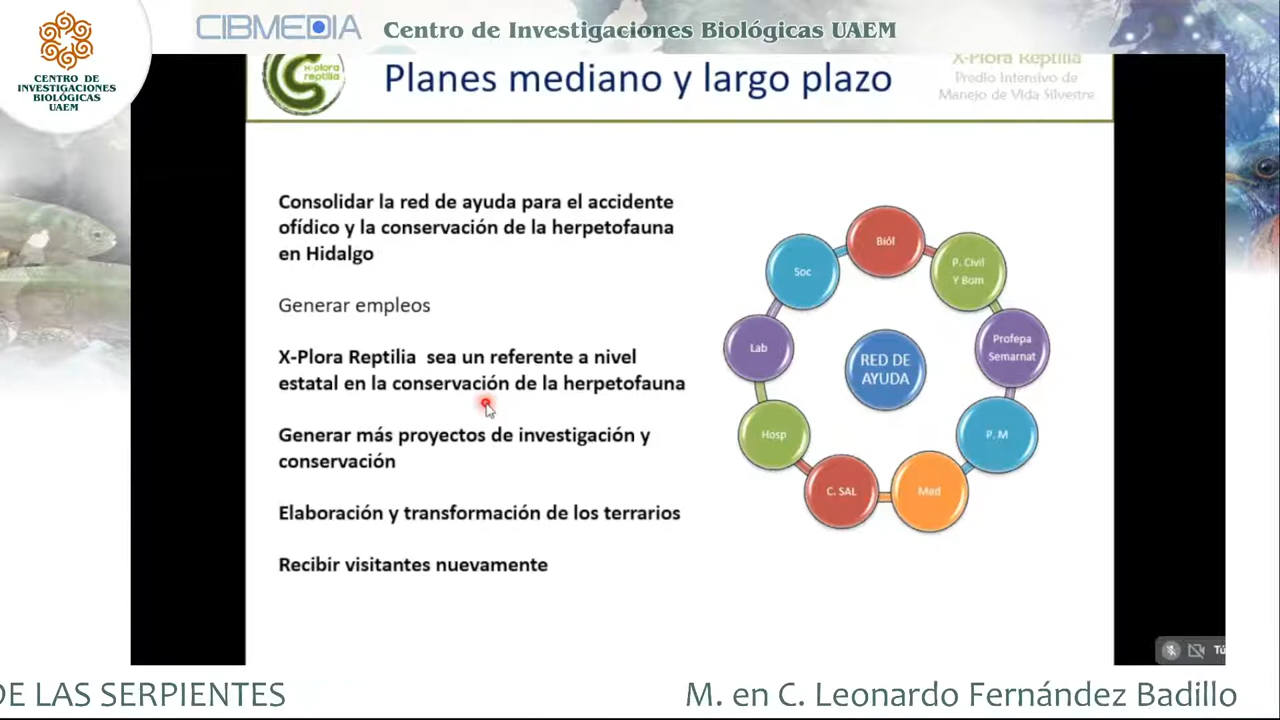 CIBMEDIA
Centro de Investigaciones Biológicas UAEM
CENTRO DE
INVESTIGACIONES
BIOLÓGICAS
UAEM
x-plora
reptilia
Planes mediano y largo plazo
X-Plora Reptilia
Predio Intensivo de
Manejo de Vida Silvestre
Consolidar la red de ayuda para el accidente
ofídico y la conservación de la herpetofauna
en Hidalgo
Generar empleos
X-Plora Reptilia sea un referente a nivel
estatal en la conservación de la herpetofauna
Generar más proyectos de investigación y
conservación
Elaboración y transformación de los terrarios
Recibir visitantes nuevamente
Biól
P. Civil
Y Bom
Profepa
Semarnat
P. M
Med
C. SAL
Hosp
Lab
Soc
RED DE
AYUDA
Tú
DE LAS SERPIENTES
M. en C. Leonardo Fernández Badillo